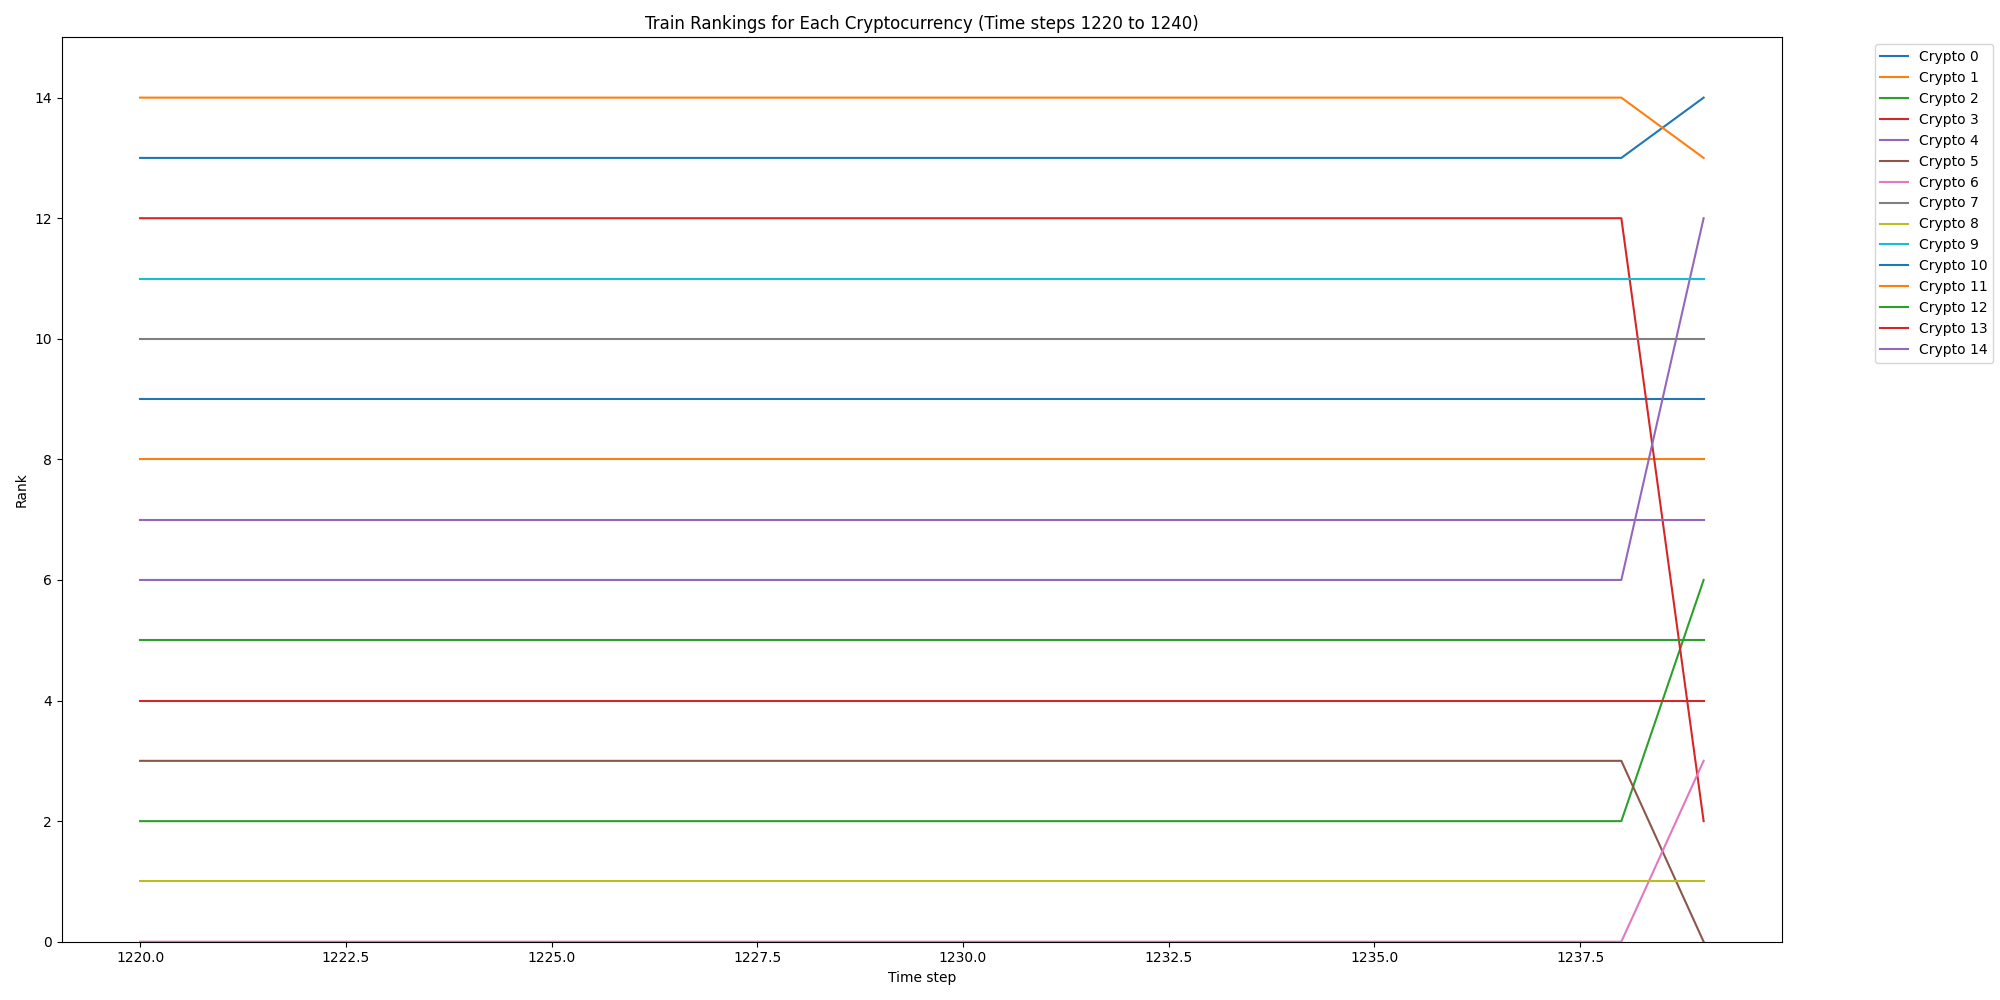 Train Rankings for Each Cryptocurrency (Time steps 1220 to 1240)
Crypto 0
Crypto 1
Crypto 2
Crypto 3
Crypto 4
Crypto 5
Crypto 6
Crypto 7
Crypto 8
Crypto 9
Crypto 10
Crypto 11
Crypto 12
Crypto 13
Crypto 14
14
12
10
8
6
4
2
0
Rank
1220.0 1222.5 1225.0 1227.5 1230.0 1232.5 1235.0 1237.5
Time step